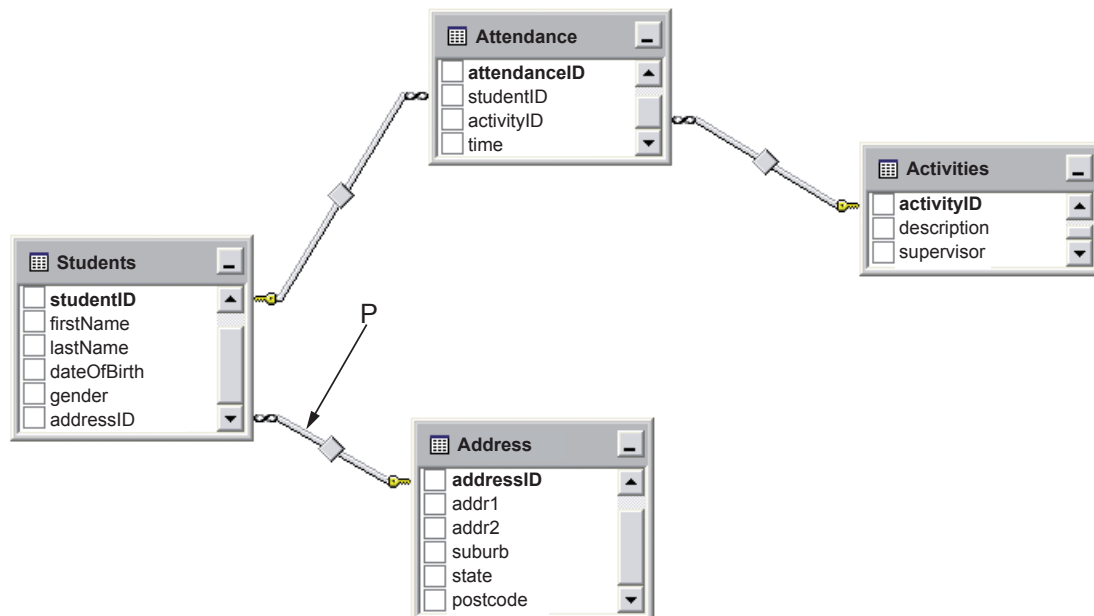 Attendance
attendanceID
studentID
activityID
time
Activities
activityID
description
supervisor
Students
studentID
firstName
lastName
dateOfBirth
gender
addressID
P
Address
addressID
addr1
addr2
suburb
state
postcode